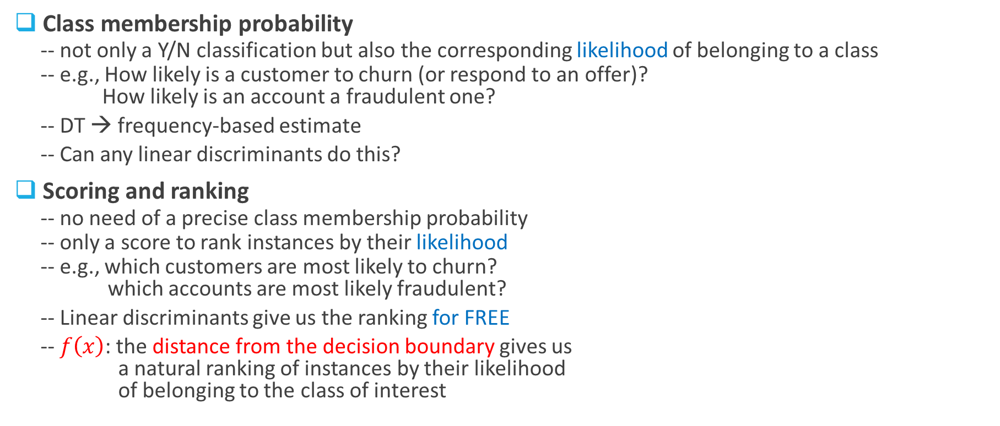 ❑ Class membership probability
-- not only a Y/N classification but also the corresponding likelihood of belonging to a class
-- e.g., How likely is a customer to churn (or respond to an offer)?
How likely is an account a fraudulent one?
-- DT → frequency-based estimate
-- Can any linear discriminants do this?
❑ Scoring and ranking
-- no need of a precise class membership probability
-- only a score to rank instances by their likelihood
-- e.g., which customers are most likely to churn?
which accounts are most likely fraudulent?
-- Linear discriminants give us the ranking for FREE
-- f(x): the distance from the decision boundary gives us
a natural ranking of instances by their likelihood
of belonging to the class of interest